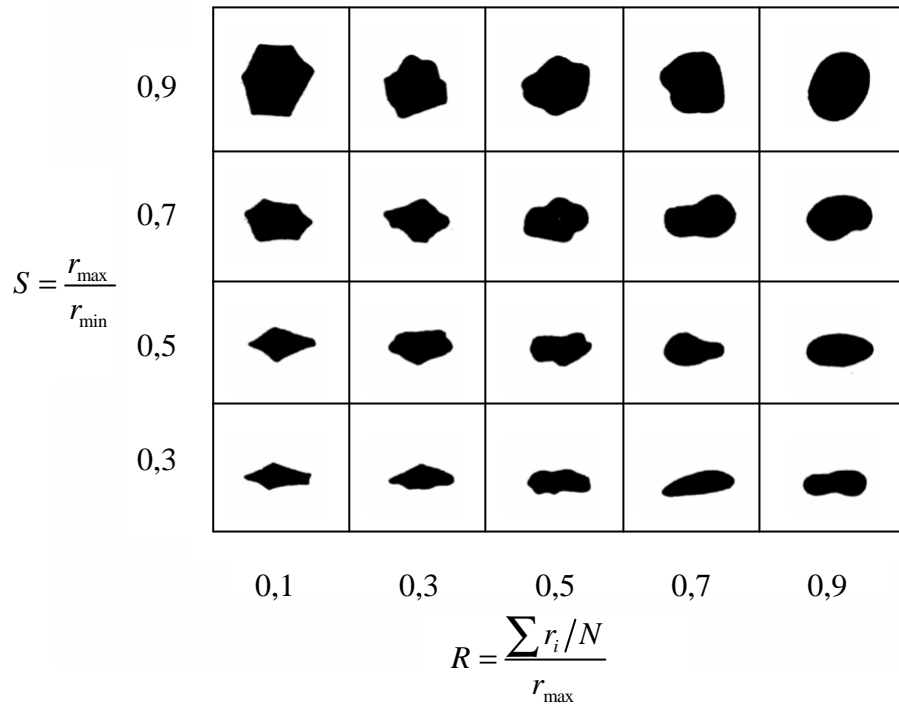 0,9
0,7
S = r_max / r_min
0,5
0,3
0,1 0,3 0,5 0,7 0,9
R = (∑ r_i / N) / r_max